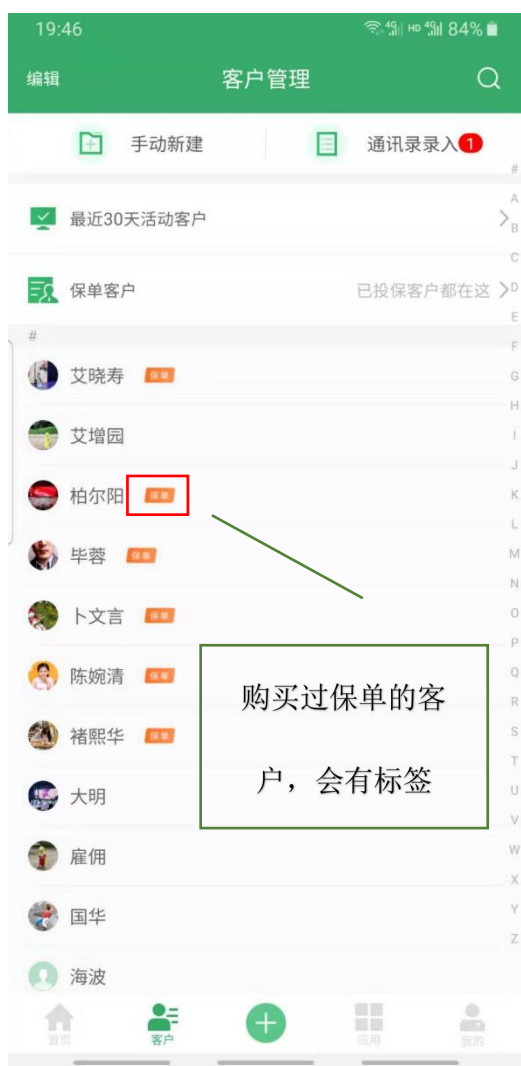 19:46
4G HD 4G 84%
编辑 客户管理
手动新建 通讯录录入 1
最近30天活动客户
保单客户 已投保客户都在这
#
艾晓寿 保单
艾增园
柏尔阳 保单
毕蓉 保单
卜文言 保单
陈婉清 保单
褚熙华 保单
大明
雇佣
国华
海波
购买过保单的客
户，会有标签
#
A
B
C
D
E
F
G
H
I
J
K
L
M
N
O
P
Q
R
S
T
U
V
W
X
Y
Z
首页 客户 应用 我的